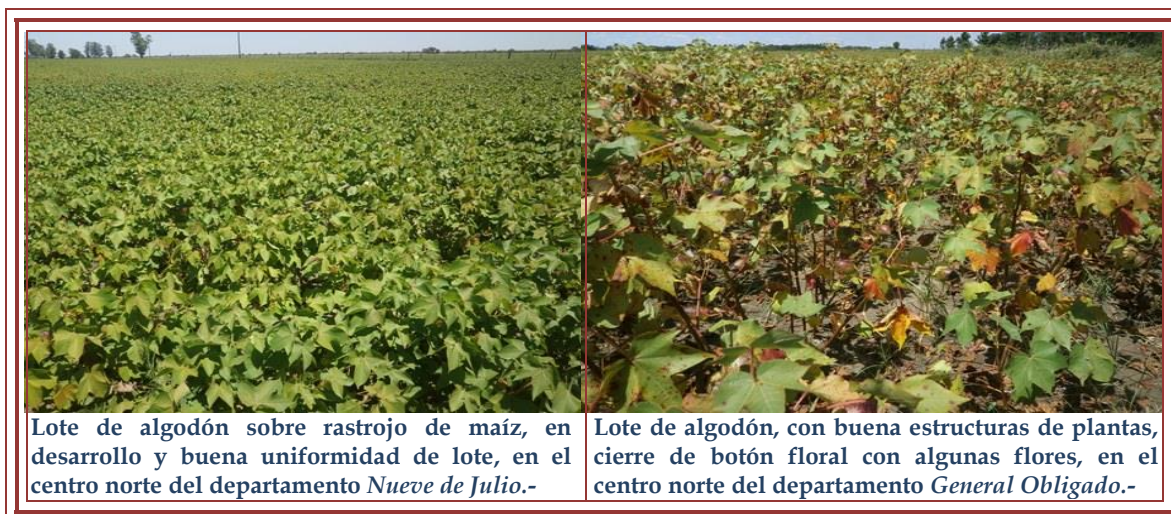 Lote de algodón sobre rastrojo de maíz, en
desarrollo y buena uniformidad de lote, en el
centro norte del departamento Nueve de Julio.-
Lote de algodón, con buena estructuras de plantas,
cierre de botón floral con algunas flores, en el
centro norte del departamento General Obligado.-